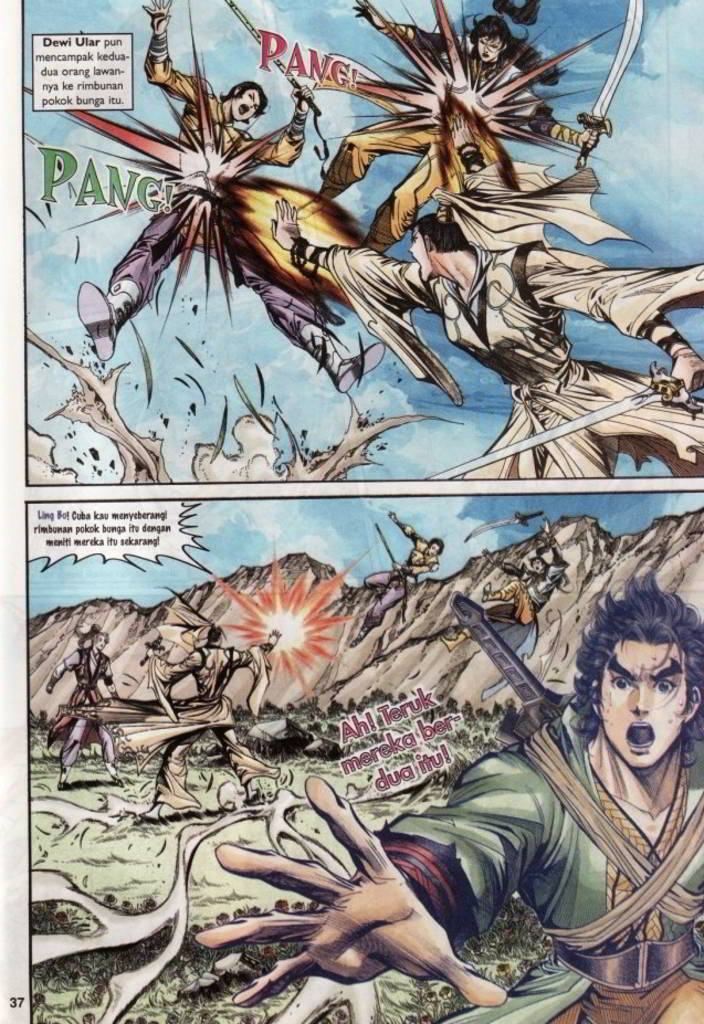 Dewi Ular pun
mencampak kedua-
dua orang lawan-
nya ke rimbunan
pokok bunga itu.
PANG!
PANG!
Ling Bo! Cuba kau menyeberangi
rimbunan pokok bunga itu dengan
meniti mereka itu sekarang!
Ah! Teruk
mereka ber-
dua itu!
37